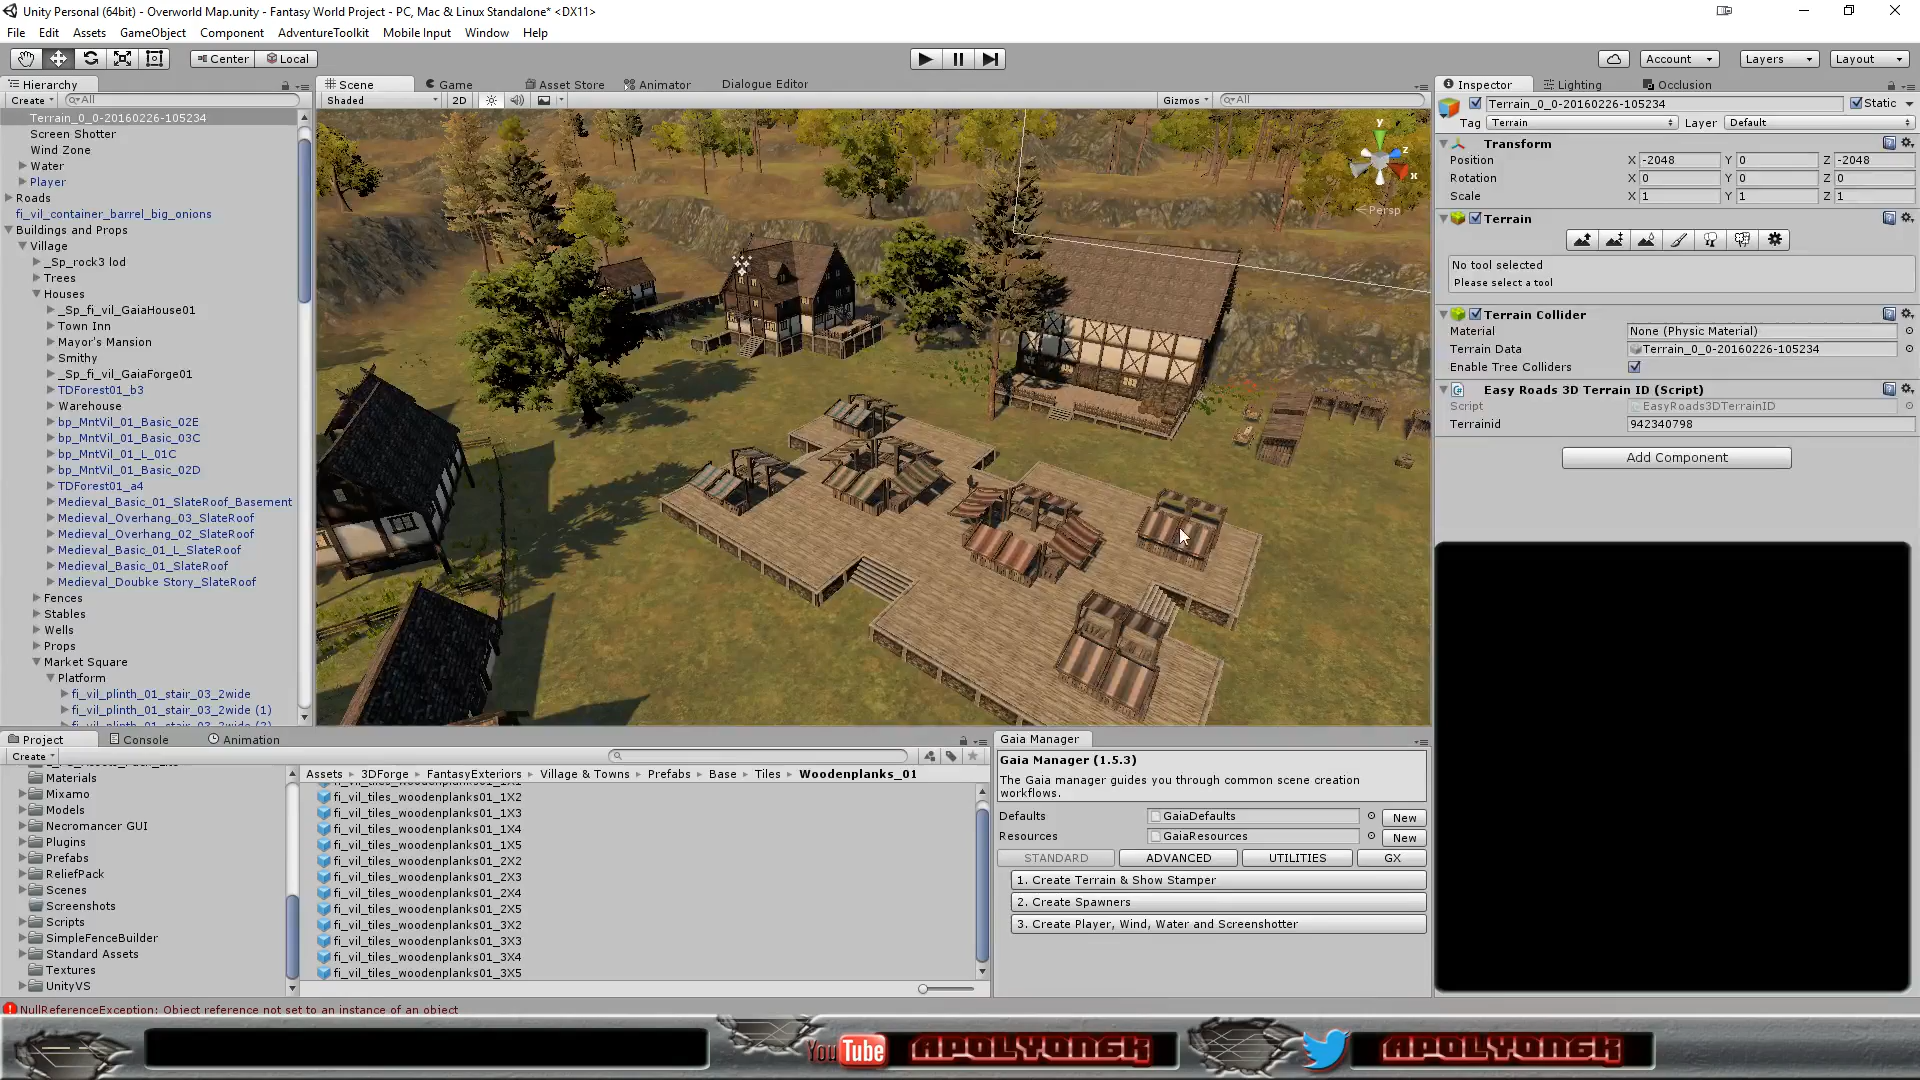 Unity Personal (64bit) - Overworld Map.unity - Fantasy World Project - PC, Mac & Linux Standalone* <DX11>
File Edit Assets GameObject Component AdventureToolkit Mobile Input Window Help
Center Local Account Layers Layout
Hierarchy
Create All
Terrain_0_0-20160226-105234
Screen Shotter
Wind Zone
Water
Player
Roads
fi_vil_container_barrel_big_onions
Buildings and Props
Village
_Sp_rock3 lod
Trees
Houses
_Sp_fi_vil_GaiaHouse01
Town Inn
Mayor's Mansion
Smithy
_Sp_fi_vil_GaiaForge01
TDForest01_b3
Warehouse
bp_MntVil_01_Basic_02E
bp_MntVil_01_Basic_03C
bp_MntVil_01_L_01C
bp_MntVil_01_Basic_02D
TDForest01_a4
Medieval_Basic_01_SlateRoof_Basement
Medieval_Overhang_03_SlateRoof
Medieval_Overhang_02_SlateRoof
Medieval_Basic_01_L_SlateRoof
Medieval_Basic_01_SlateRoof
Medieval_Doubke Story_SlateRoof
Fences
Stables
Wells
Props
Market Square
Platform
fi_vil_plinth_01_stair_03_2wide
fi_vil_plinth_01_stair_03_2wide (1)
fi_vil_plinth_01_stair_03_2wide (2)
Scene Game Asset Store Animator Dialogue Editor
Shaded 2D Gizmos All
y
z
x
Persp
Inspector Lighting Occlusion
Terrain_0_0-20160226-105234 Static
Tag Terrain Layer Default
Transform
Position X -2048 Y 0 Z -2048
Rotation X 0 Y 0 Z 0
Scale X 1 Y 1 Z 1
Terrain
No tool selected
Please select a tool
Terrain Collider
Material None (Physic Material)
Terrain Data Terrain_0_0-20160226-105234
Enable Tree Colliders
Easy Roads 3D Terrain ID (Script)
Script EasyRoads3DTerrainID
Terrainid 942340798
Add Component
Project Console Animation
Create
Materials
Mixamo
Models
Necromancer GUI
Plugins
Prefabs
ReliefPack
Scenes
Screenshots
Scripts
SimpleFenceBuilder
Standard Assets
Textures
UnityVS
Assets 3DForge FantasyExteriors Village & Towns Prefabs Base Tiles Woodenplanks_01
fi_vil_tiles_woodenplanks01_1X1
fi_vil_tiles_woodenplanks01_1X2
fi_vil_tiles_woodenplanks01_1X3
fi_vil_tiles_woodenplanks01_1X4
fi_vil_tiles_woodenplanks01_1X5
fi_vil_tiles_woodenplanks01_2X2
fi_vil_tiles_woodenplanks01_2X3
fi_vil_tiles_woodenplanks01_2X4
fi_vil_tiles_woodenplanks01_2X5
fi_vil_tiles_woodenplanks01_3X2
fi_vil_tiles_woodenplanks01_3X3
fi_vil_tiles_woodenplanks01_3X4
fi_vil_tiles_woodenplanks01_3X5
Gaia Manager
Gaia Manager (1.5.3)
The Gaia manager guides you through common scene creation
workflows.
Defaults GaiaDefaults New
Resources GaiaResources New
STANDARD ADVANCED UTILITIES GX
1. Create Terrain & Show Stamper
2. Create Spawners
3. Create Player, Wind, Water and Screenshotter
NullReferenceException: Object reference not set to an instance of an object
YouTube APOLYONGK APOLYONGK